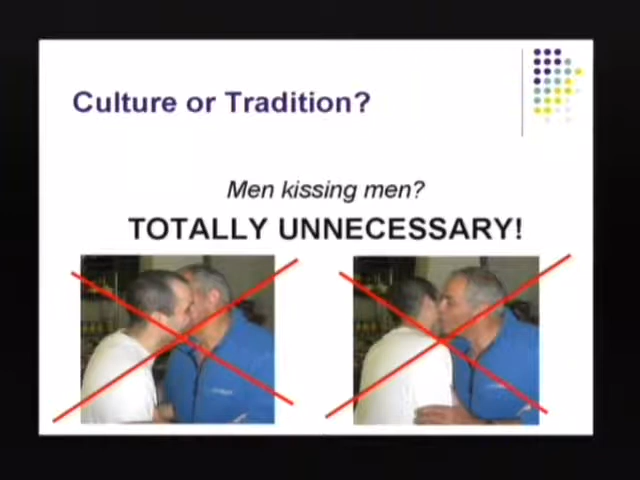 Culture or Tradition?
Men kissing men?
TOTALLY UNNECESSARY!